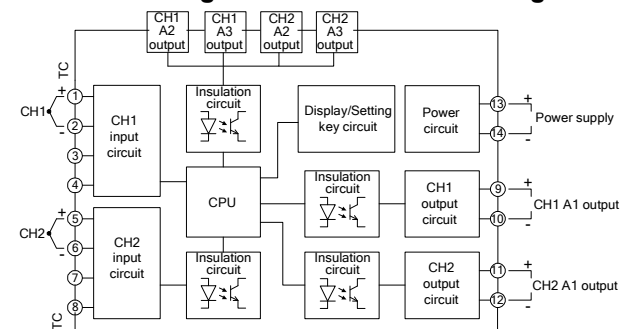 CH1 A2 output
CH1 A3 output
CH2 A2 output
CH2 A3 output
TC
+
1
CH1
-
2
3
4
CH1 input circuit
Insulation circuit
Display/Setting key circuit
Power circuit
13
+
Power supply
14
-
CPU
Insulation circuit
CH1 output circuit
9
+
CH1 A1 output
10
-
+
5
CH2
-
6
7
8
TC
CH2 input circuit
Insulation circuit
Insulation circuit
CH2 output circuit
11
+
CH2 A1 output
12
-